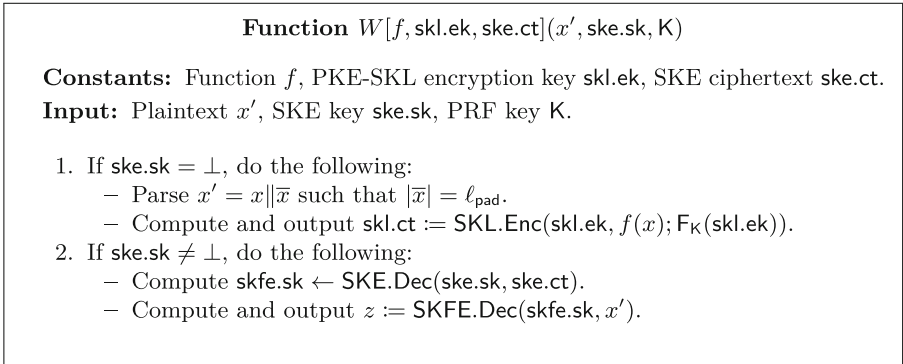 Function W[f, skl.ek, ske.ct](x′, ske.sk, K)
Constants: Function f, PKE-SKL encryption key skl.ek, SKE ciphertext ske.ct.
Input: Plaintext x′, SKE key ske.sk, PRF key K.
1. If ske.sk = ⊥, do the following:
– Parse x′ = x‖x̅ such that |x̅| = ℓ_pad.
– Compute and output skl.ct ≔ SKL.Enc(skl.ek, f(x); F_K(skl.ek)).
2. If ske.sk ≠ ⊥, do the following:
– Compute skfe.sk ← SKE.Dec(ske.sk, ske.ct).
– Compute and output z ≔ SKFE.Dec(skfe.sk, x′).